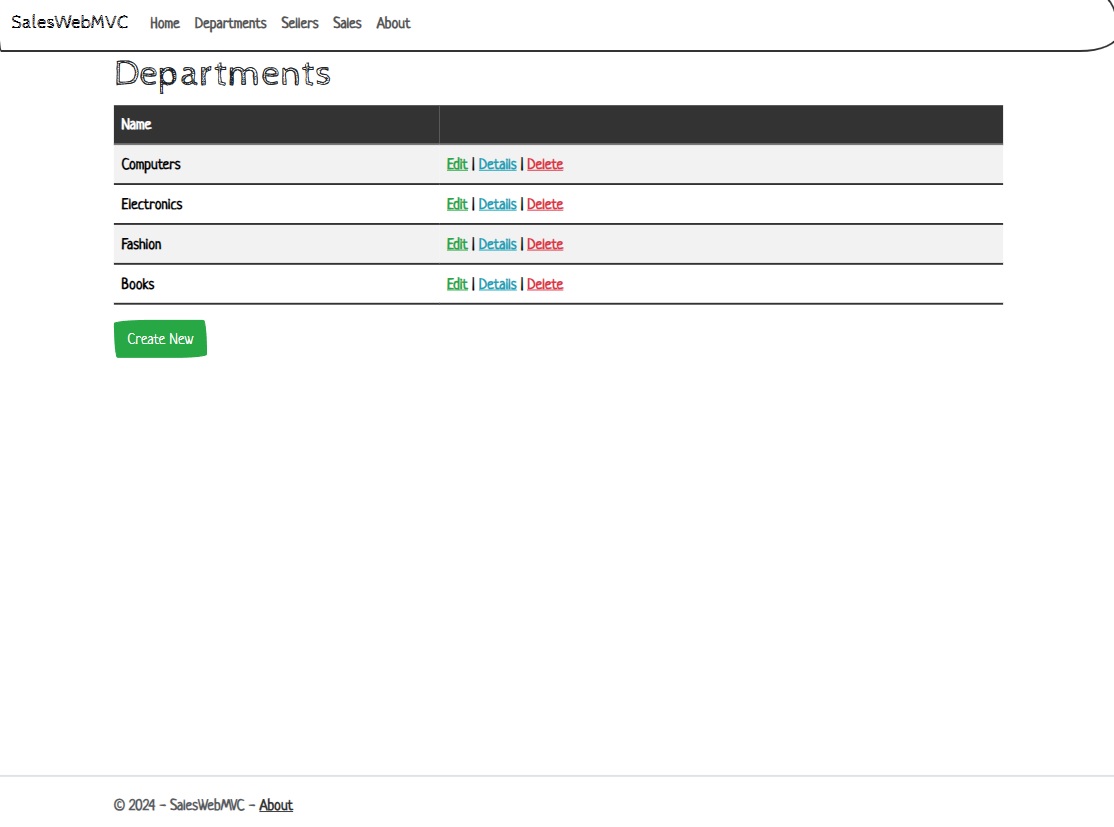 SalesWebMVC Home Departments Sellers Sales About
Departments
Name
Computers Edit | Details | Delete
Electronics Edit | Details | Delete
Fashion Edit | Details | Delete
Books Edit | Details | Delete
Create New
© 2024 - SalesWebMVC - About